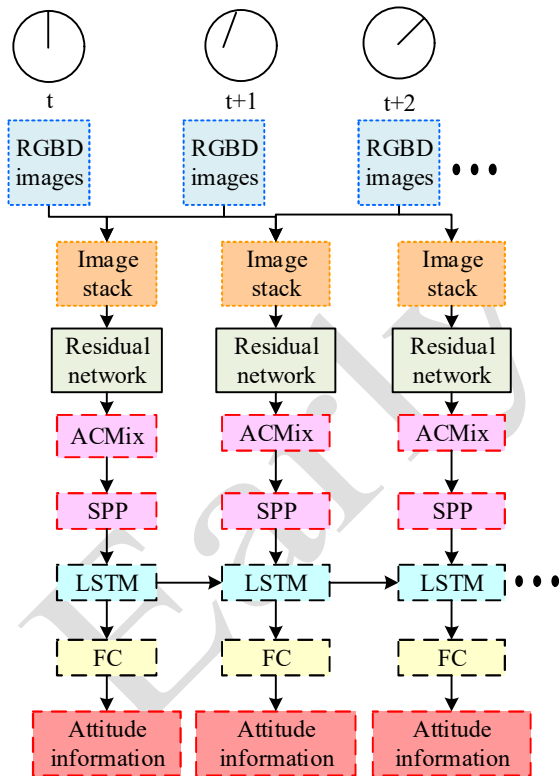 t t+1 t+2
RGBD RGBD RGBD
images images images
Image Image Image
stack stack stack
Residual Residual Residual
network network network
ACMix ACMix ACMix
SPP SPP SPP
LSTM LSTM LSTM
FC FC FC
Attitude Attitude Attitude
information information information
Early